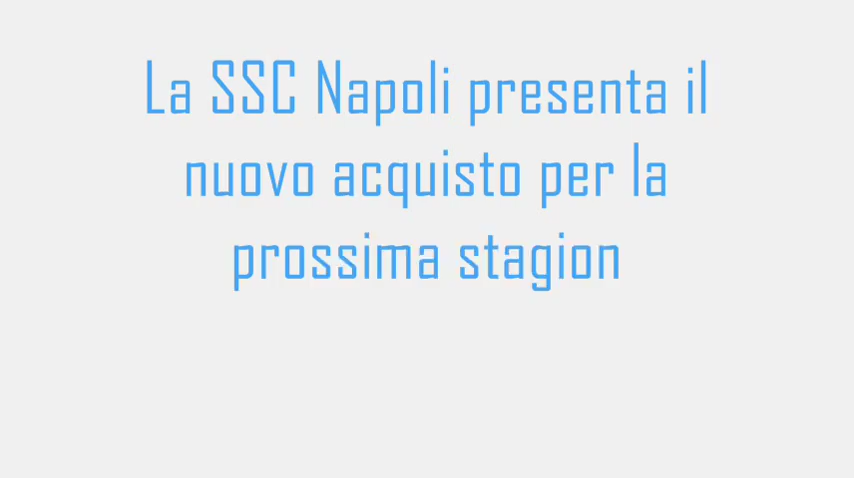 La SSC Napoli presenta il
nuovo acquisto per la
prossima stagion